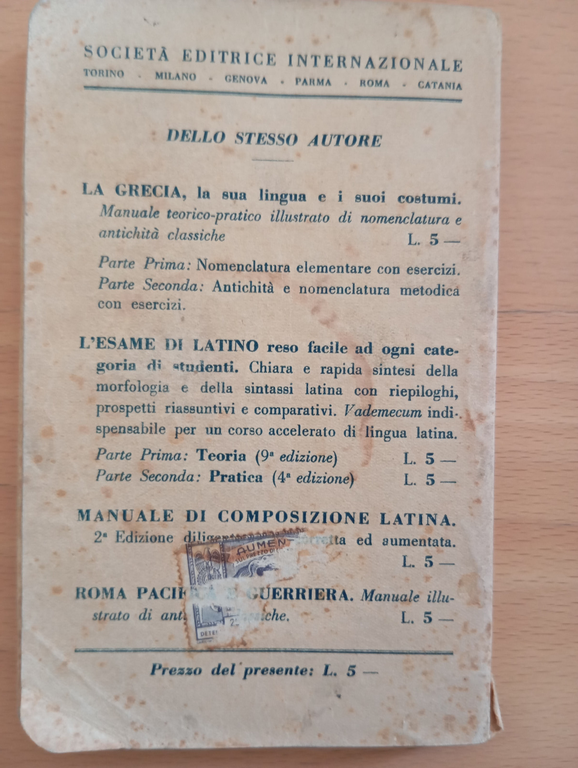 SOCIETÀ EDITRICE INTERNAZIONALE
TORINO - MILANO - GENOVA - PARMA - ROMA - CATANIA
DELLO STESSO AUTORE
LA GRECIA, la sua lingua e i suoi costumi.
Manuale teorico-pratico illustrato di nomenclatura e
antichità classiche L. 5 —
Parte Prima: Nomenclatura elementare con esercizi.
Parte Seconda: Antichità e nomenclatura metodica
con esercizi.
L'ESAME DI LATINO reso facile ad ogni cate-
goria di studenti. Chiara e rapida sintesi della
morfologia e della sintassi latina con riepiloghi,
prospetti riassuntivi e comparativi. Vademecum indi-
spensabile per un corso accelerato di lingua latina.
Parte Prima: Teoria (9ª edizione) L. 5 —
Parte Seconda: Pratica (4ª edizione) L. 5 —
MANUALE DI COMPOSIZIONE LATINA.
2ª Edizione ed aumentata.
AUMEN
L. 5 —
ROMA GUERRIERA. Manuale illu-
strato di L. 5 —
Prezzo del presente: L. 5 —